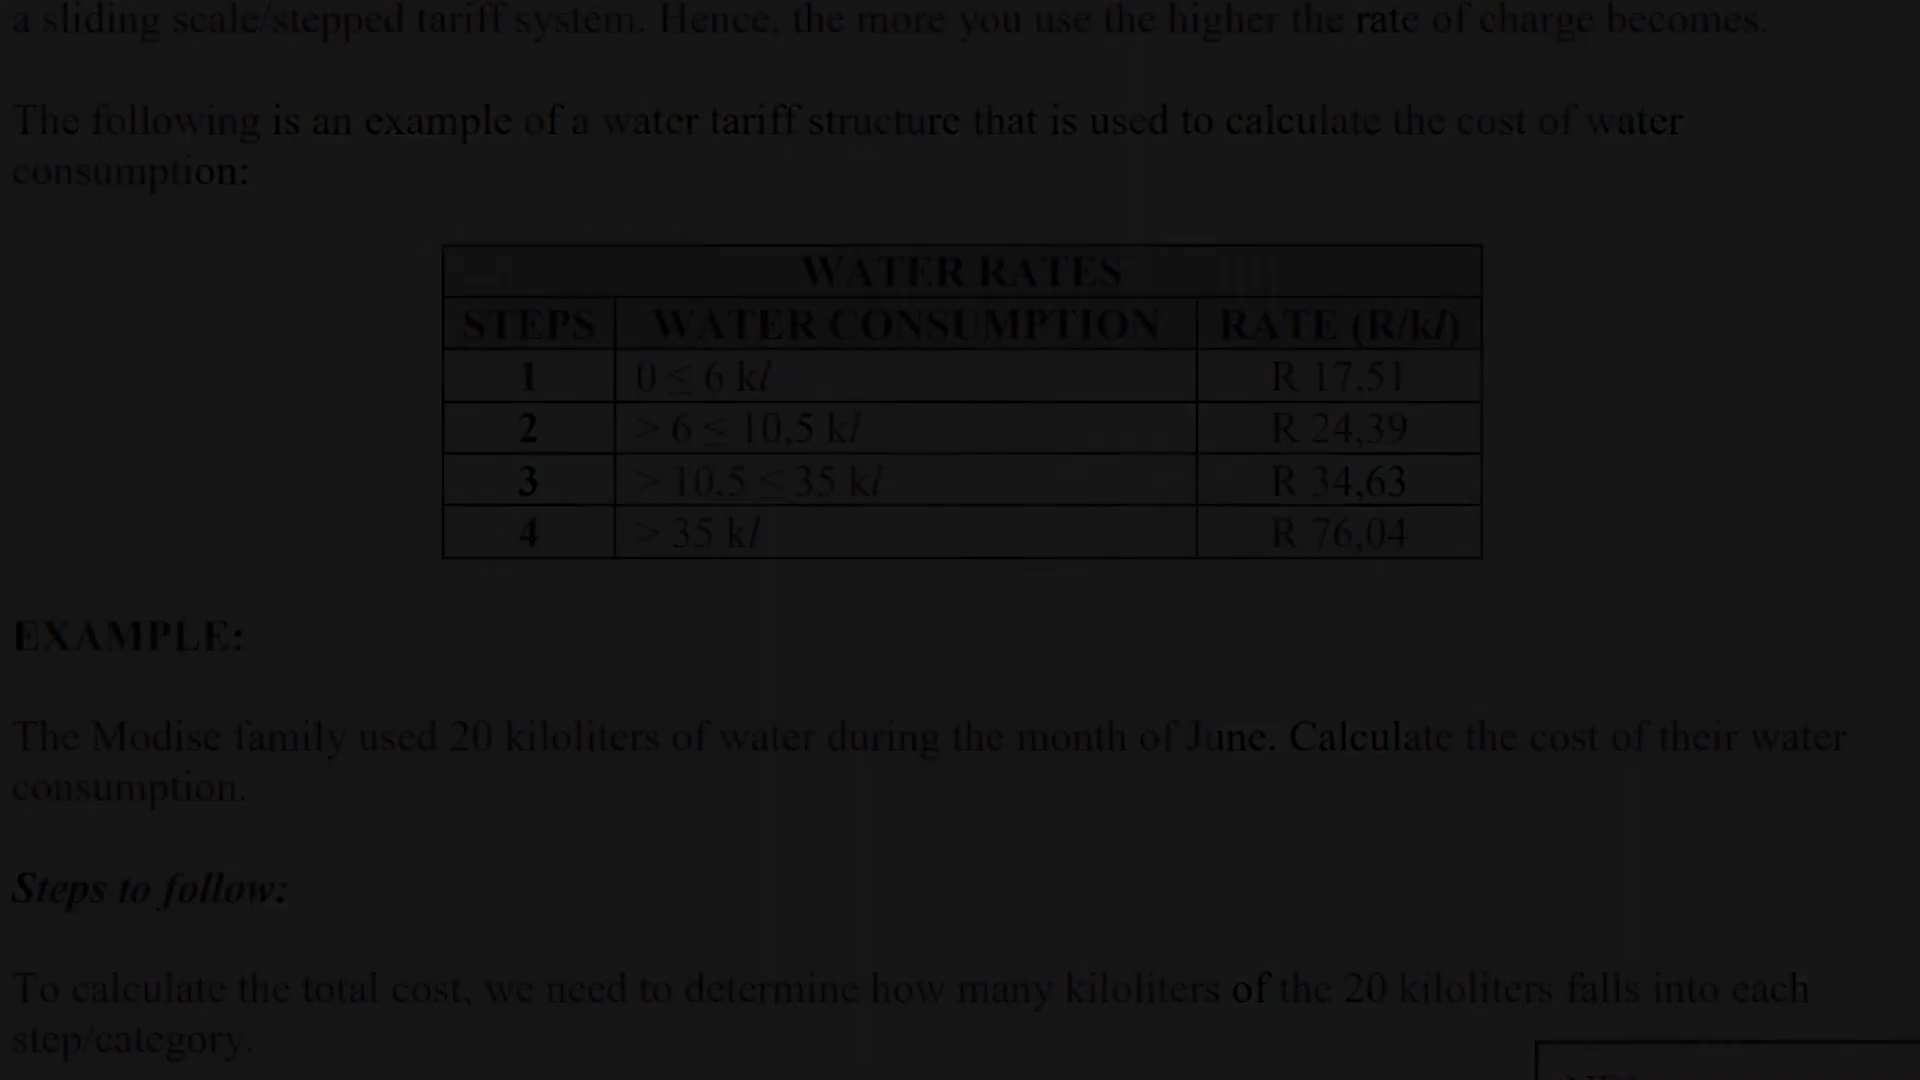 a sliding scale/stepped tariff system. Hence, the more you use the higher the rate of charge becomes.
The following is an example of a water tariff structure that is used to calculate the cost of water
consumption:
WATER RATES
STEPS WATER CONSUMPTION RATE (R/kl)
1 0 ≤ 6 kl R 17,51
2 > 6 ≤ 10,5 kl R 24,39
3 > 10,5 ≤ 35 kl R 34,63
4 > 35 kl R 76,04
EXAMPLE:
The Modise family used 20 kiloliters of water during the month of June. Calculate the cost of their water
consumption.
Steps to follow:
To calculate the total cost, we need to determine how many kiloliters of the 20 kiloliters falls into each
step/category.